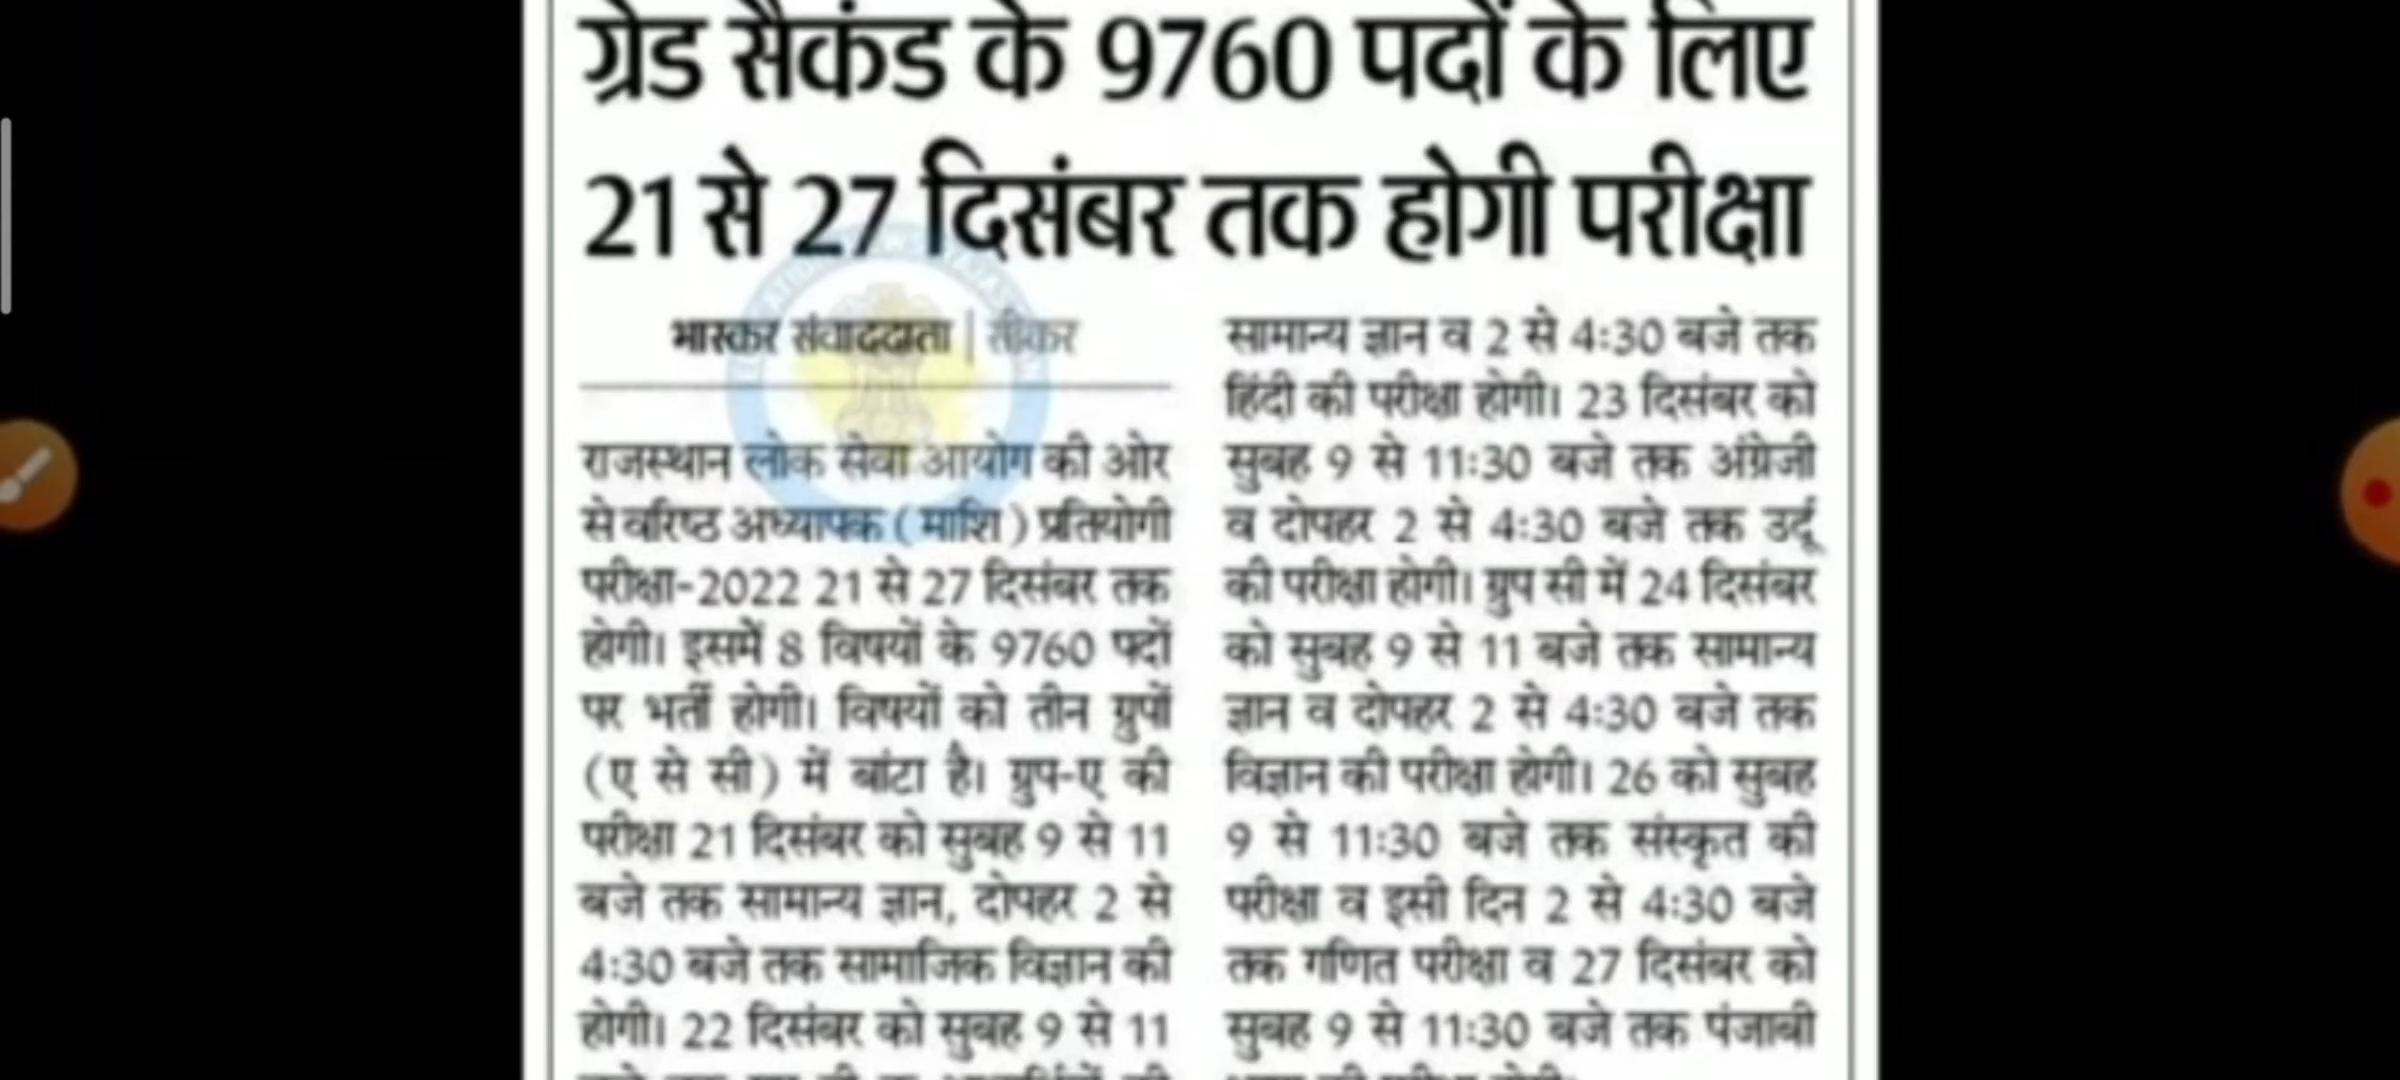 ग्रेड सैकंड के 9760 पदों के लिए
21 से 27 दिसंबर तक होगी परीक्षा
भास्कर संवाददाता | सीकर
राजस्थान लोक सेवा आयोग की ओर
से वरिष्ठ अध्यापक ( माशि ) प्रतियोगी
परीक्षा-2022 21 से 27 दिसंबर तक
होगी। इसमें 8 विषयों के 9760 पदों
पर भर्ती होगी। विषयों को तीन ग्रुपों
(ए से सी) में बांटा है। ग्रुप-ए की
परीक्षा 21 दिसंबर को सुबह 9 से 11
बजे तक सामान्य ज्ञान, दोपहर 2 से
4:30 बजे तक सामाजिक विज्ञान की
होगी। 22 दिसंबर को सुबह 9 से 11
सामान्य ज्ञान व 2 से 4:30 बजे तक
हिंदी की परीक्षा होगी। 23 दिसंबर को
सुबह 9 से 11:30 बजे तक अंग्रेजी
व दोपहर 2 से 4:30 बजे तक उर्दू
की परीक्षा होगी। ग्रुप सी में 24 दिसंबर
को सुबह 9 से 11 बजे तक सामान्य
ज्ञान व दोपहर 2 से 4:30 बजे तक
विज्ञान की परीक्षा होगी। 26 को सुबह
9 से 11:30 बजे तक संस्कृत की
परीक्षा व इसी दिन 2 से 4:30 बजे
तक गणित परीक्षा व 27 दिसंबर को
सुबह 9 से 11:30 बजे तक पंजाबी